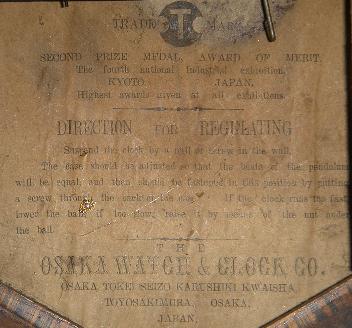 TRADE MARK
SECOND PRIZE MEDAL, AWARD OF MERIT.
The fourth national Industrial exibition,
KYOTO JAPAN,
Highest awards given at all exibitions.
DIRECTION FOR REGULATING
Suspend the clock by a nail or screw in the wall.
The case should be adjusted so that the beats of the pendulum
will be equal, and then should be fastened in this position by putting
a screw through the back of the case. If the clock runs too fast,
lower the ball, if too slow, raise it by means of the nut under
the ball.
THE
OSAKA WATCH & CLOCK CO.
OSAKA TOKEI SEIZO KABUSHIKI KWAISHA,
TOYOSAKIMURA, OSAKA,
JAPAN.